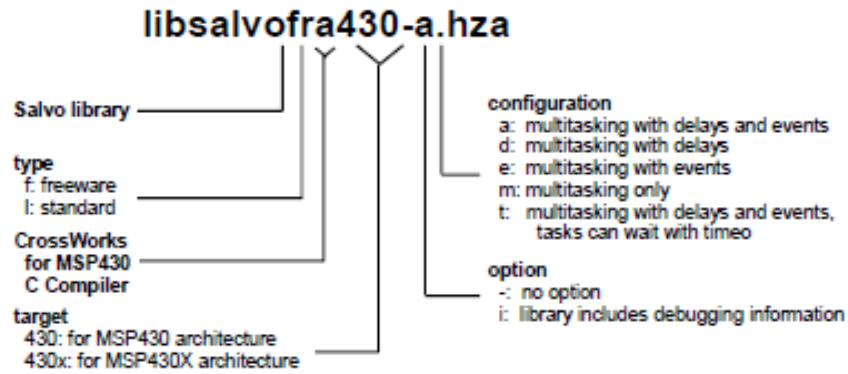 libsalvofra430-a.hza
Salvo library
type
f: freeware
l: standard
CrossWorks
for MSP430
C Compiler
target
430: for MSP430 architecture
430x: for MSP430X architecture
configuration
a: multitasking with delays and events
d: multitasking with delays
e: multitasking with events
m: multitasking only
t: multitasking with delays and events,
tasks can wait with timeo
option
-: no option
i: library includes debugging information